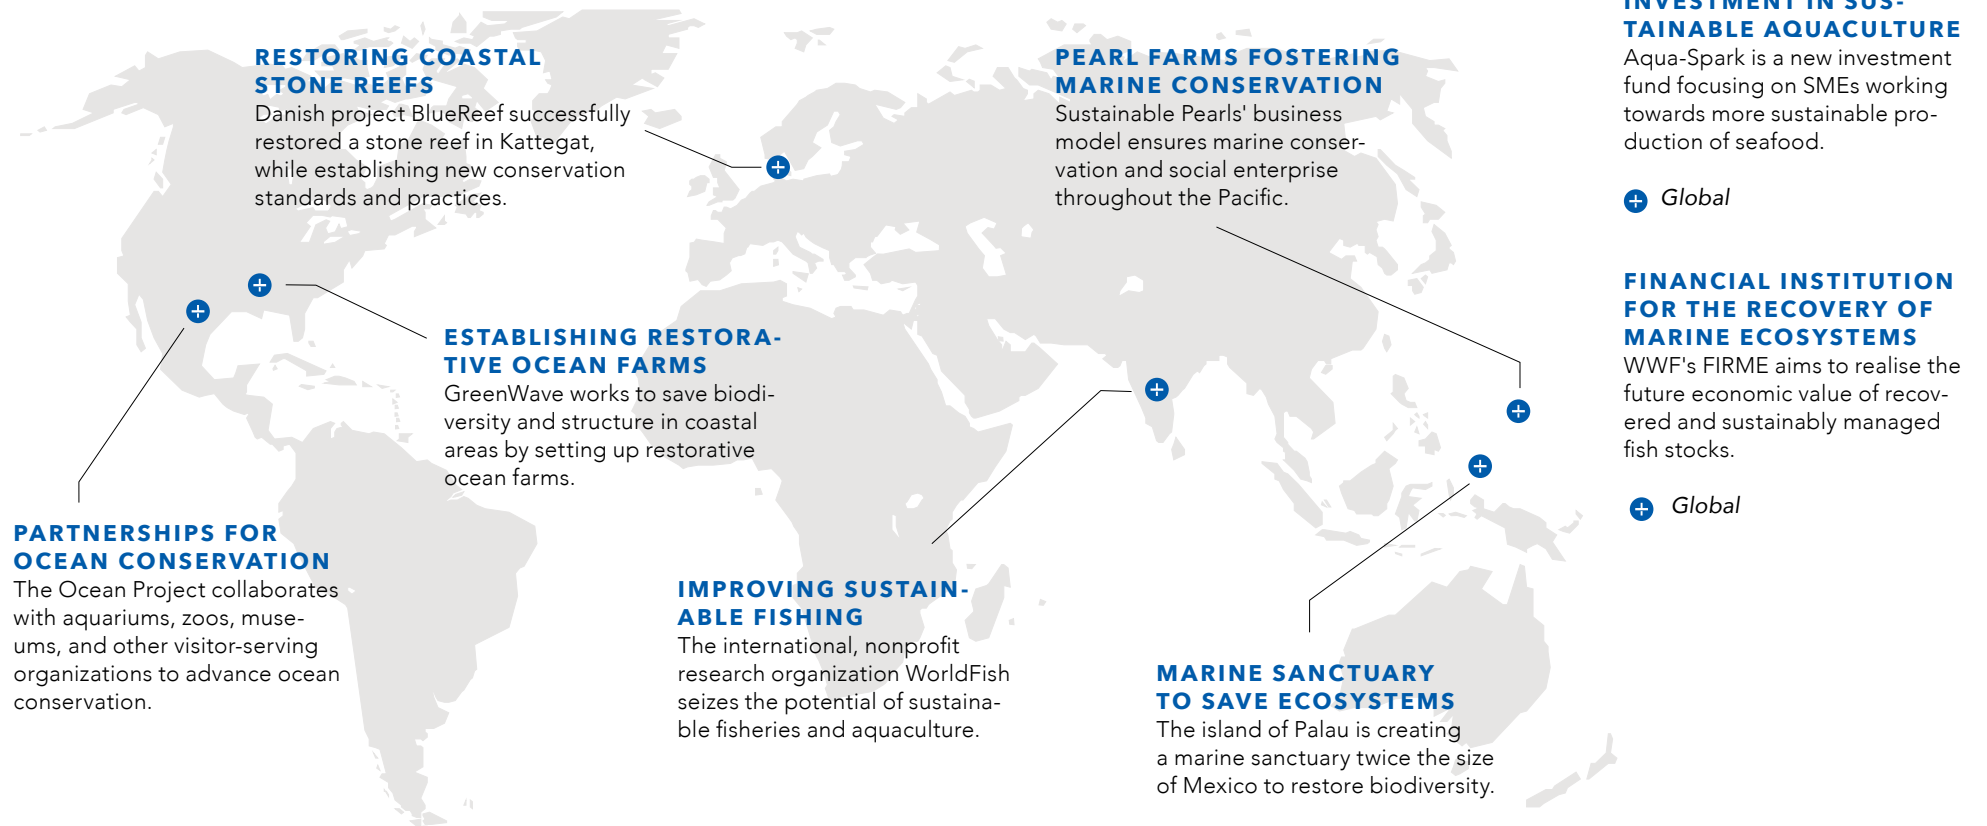 RESTORING COASTAL
STONE REEFS
Danish project BlueReef successfully
restored a stone reef in Kattegat,
while establishing new conservation
standards and practices.
PEARL FARMS FOSTERING
MARINE CONSERVATION
Sustainable Pearls' business
model ensures marine conser-
vation and social enterprise
throughout the Pacific.
INVESTMENT IN SUS-
TAINABLE AQUACULTURE
Aqua-Spark is a new investment
fund focusing on SMEs working
towards more sustainable pro-
duction of seafood.
Global
FINANCIAL INSTITUTION
FOR THE RECOVERY OF
MARINE ECOSYSTEMS
WWF's FIRME aims to realise the
future economic value of recov-
ered and sustainably managed
fish stocks.
Global
ESTABLISHING RESTORA-
TIVE OCEAN FARMS
GreenWave works to save biodi-
versity and structure in coastal
areas by setting up restorative
ocean farms.
PARTNERSHIPS FOR
OCEAN CONSERVATION
The Ocean Project collaborates
with aquariums, zoos, muse-
ums, and other visitor-serving
organizations to advance ocean
conservation.
IMPROVING SUSTAIN-
ABLE FISHING
The international, nonprofit
research organization WorldFish
seizes the potential of sustaina-
ble fisheries and aquaculture.
MARINE SANCTUARY
TO SAVE ECOSYSTEMS
The island of Palau is creating
a marine sanctuary twice the size
of Mexico to restore biodiversity.